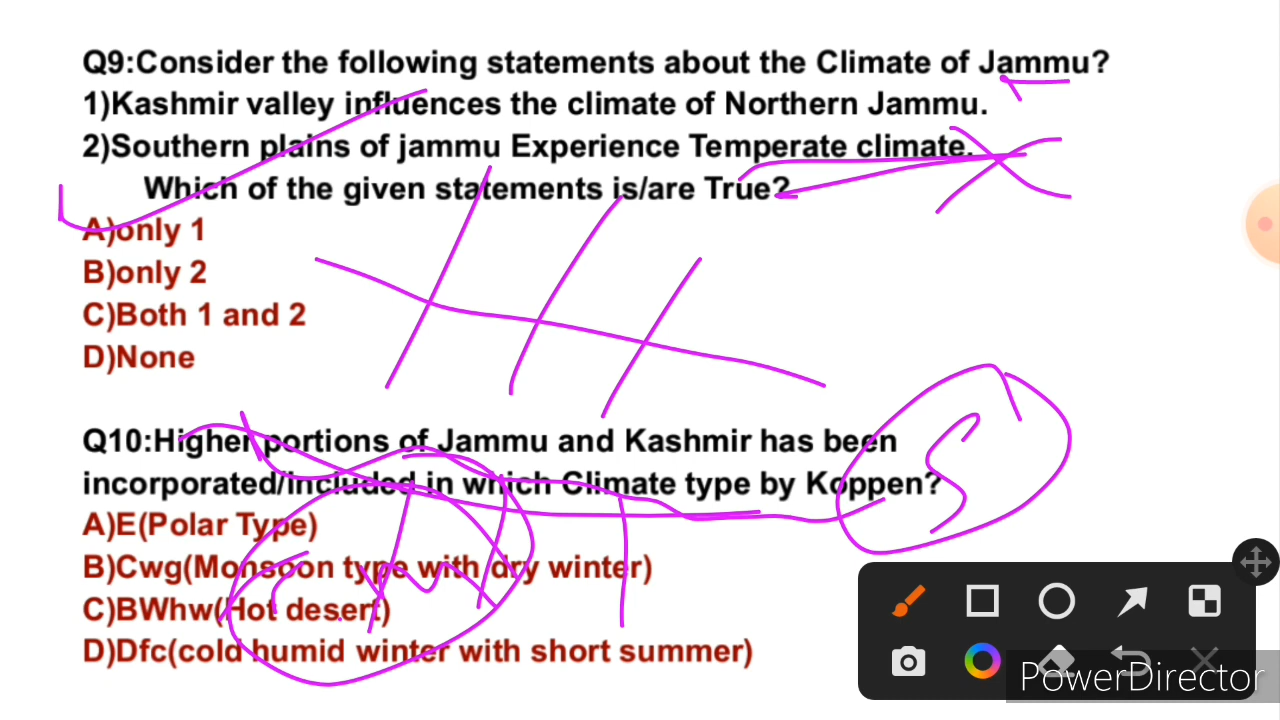 Q9:Consider the following statements about the Climate of Jammu?
1)Kashmir valley influences the climate of Northern Jammu.
2)Southern plains of jammu Experience Temperate climate.
Which of the given statements is/are True?
A)only 1
B)only 2
C)Both 1 and 2
D)None
Q10:Higher portions of Jammu and Kashmir has been
incorporated/included in which Climate type by Koppen?
A)E(Polar Type)
B)Cwg(Monsoon type with dry winter)
C)BWhw(Hot desert)
D)Dfc(cold humid winter with short summer)
PowerDirector